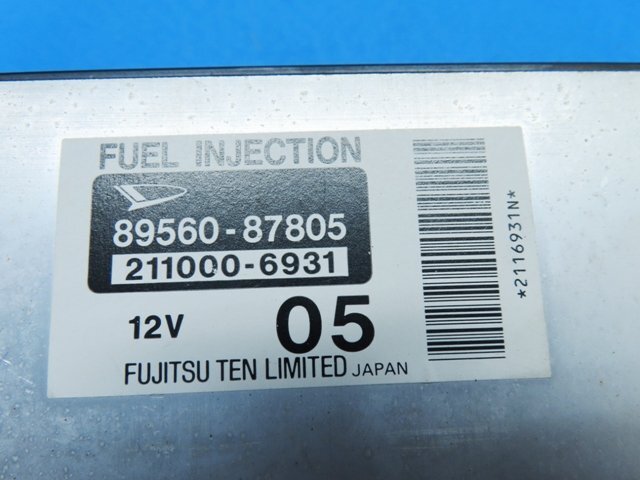 FUEL INJECTION
89560-87805
211000-6931
12V 05
FUJITSU TEN LIMITED JAPAN
*2116931N*